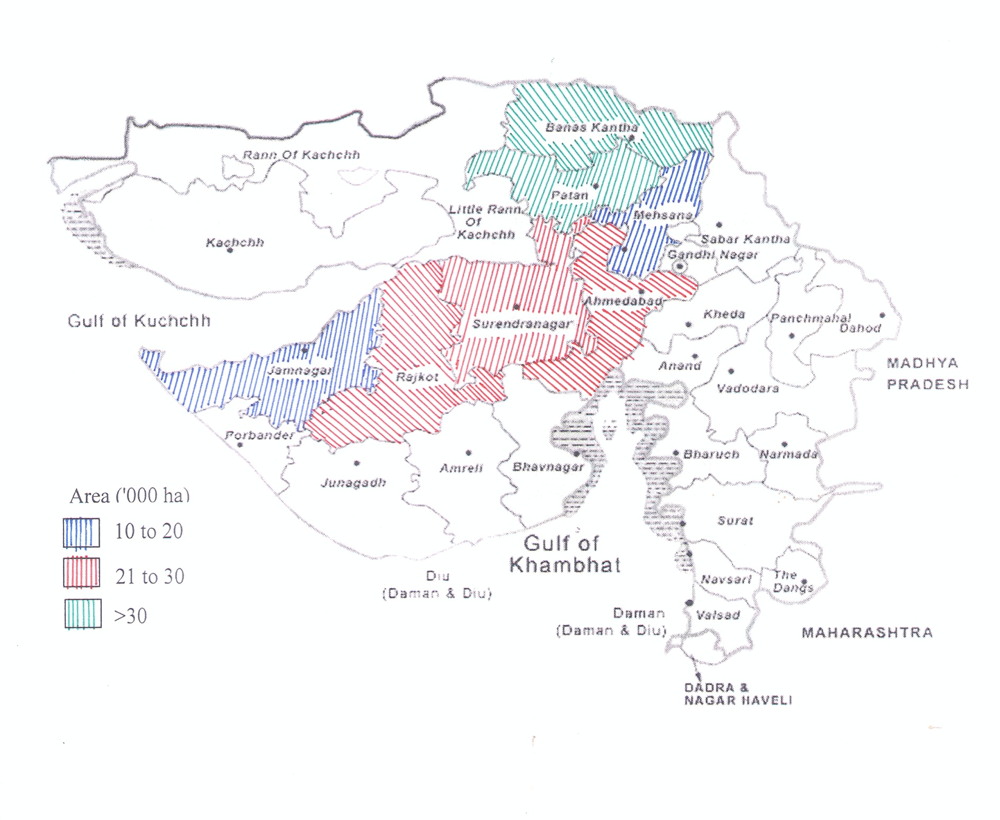 Banas Kantha
Rann Of Kachchh
Patan
Little Rann
Of
Kachchh
Mehsana
Sabar Kantha
Kachchh
Gandhi Nagar
Ahmedabad
Gulf of Kuchchh
Surendranagar
Kheda
Panchmahal
Dahod
Jamnagar
Rajkot
Anand
MADHYA
PRADESH
Vadodara
Porbander
Bharuch
Narmada
Junagadh
Amreli
Bhavnagar
Area ('000 ha)
10 to 20
21 to 30
>30
Surat
Gulf of
Khambhat
Diu
(Daman & Diu)
Navsari
The
Dangs
Daman
(Daman & Diu)
Valsad
MAHARASHTRA
DADRA &
NAGAR HAVELI